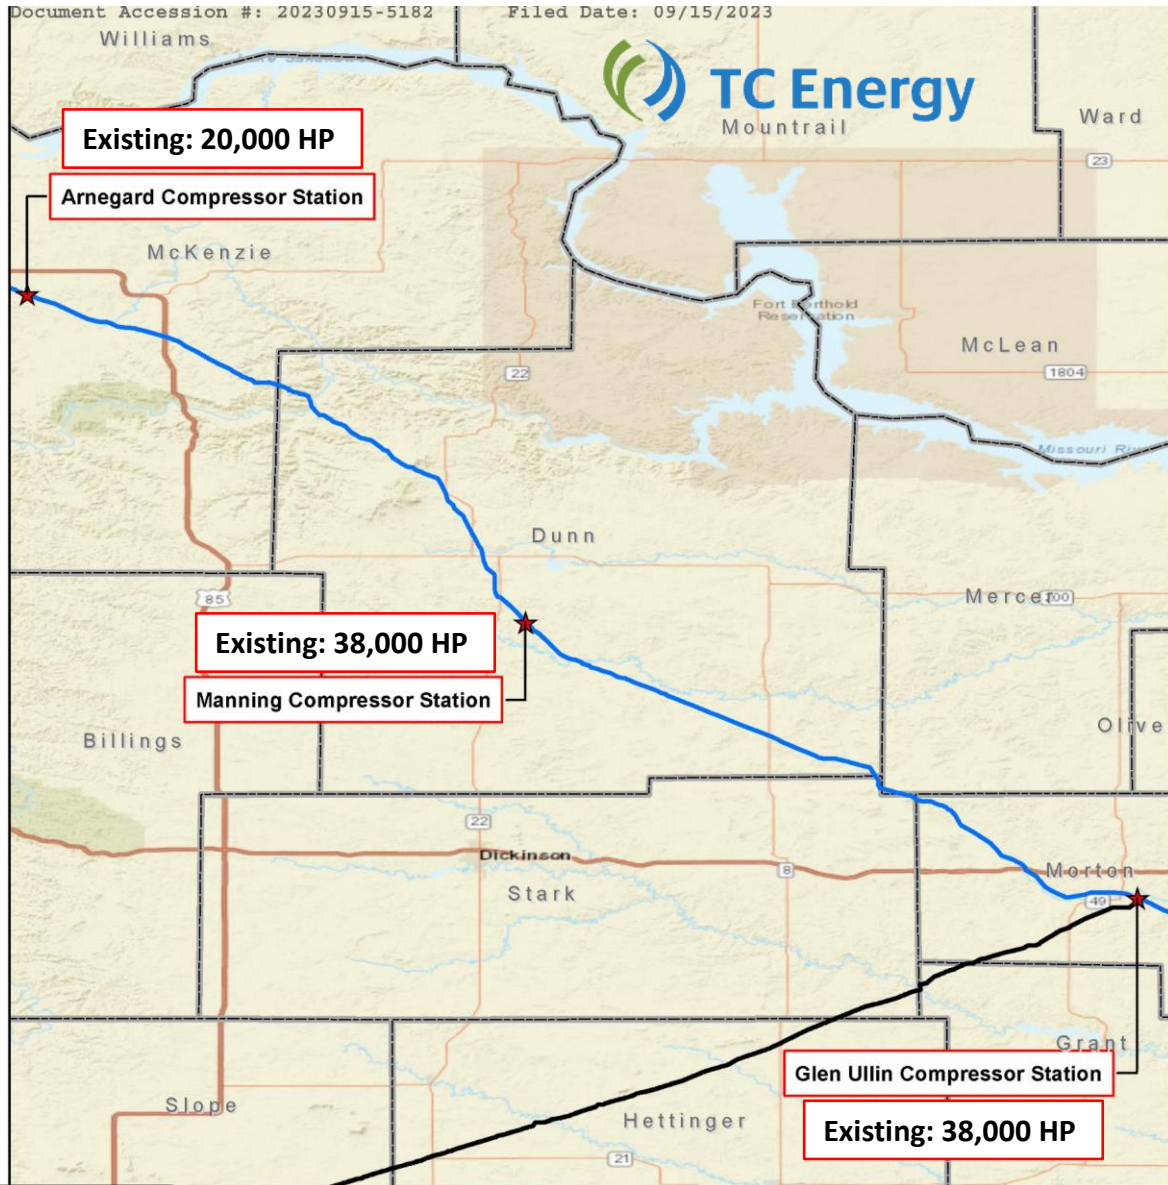 Document Accession #: 20230915-5182 Filed Date: 09/15/2023
Williams
TC Energy
Mountrail
Ward
Existing: 20,000 HP
23
Arnegard Compressor Station
McKenzie
Fort Berthold
Reservation
McLean
22
1804
Missouri
Dunn
85
Mercer
200
Existing: 38,000 HP
Manning Compressor Station
Billings
Olive
22
Dickinson
8
Morton
Stark
49
Grant
Glen Ullin Compressor Station
Slope
Hettinger
Existing: 38,000 HP
21